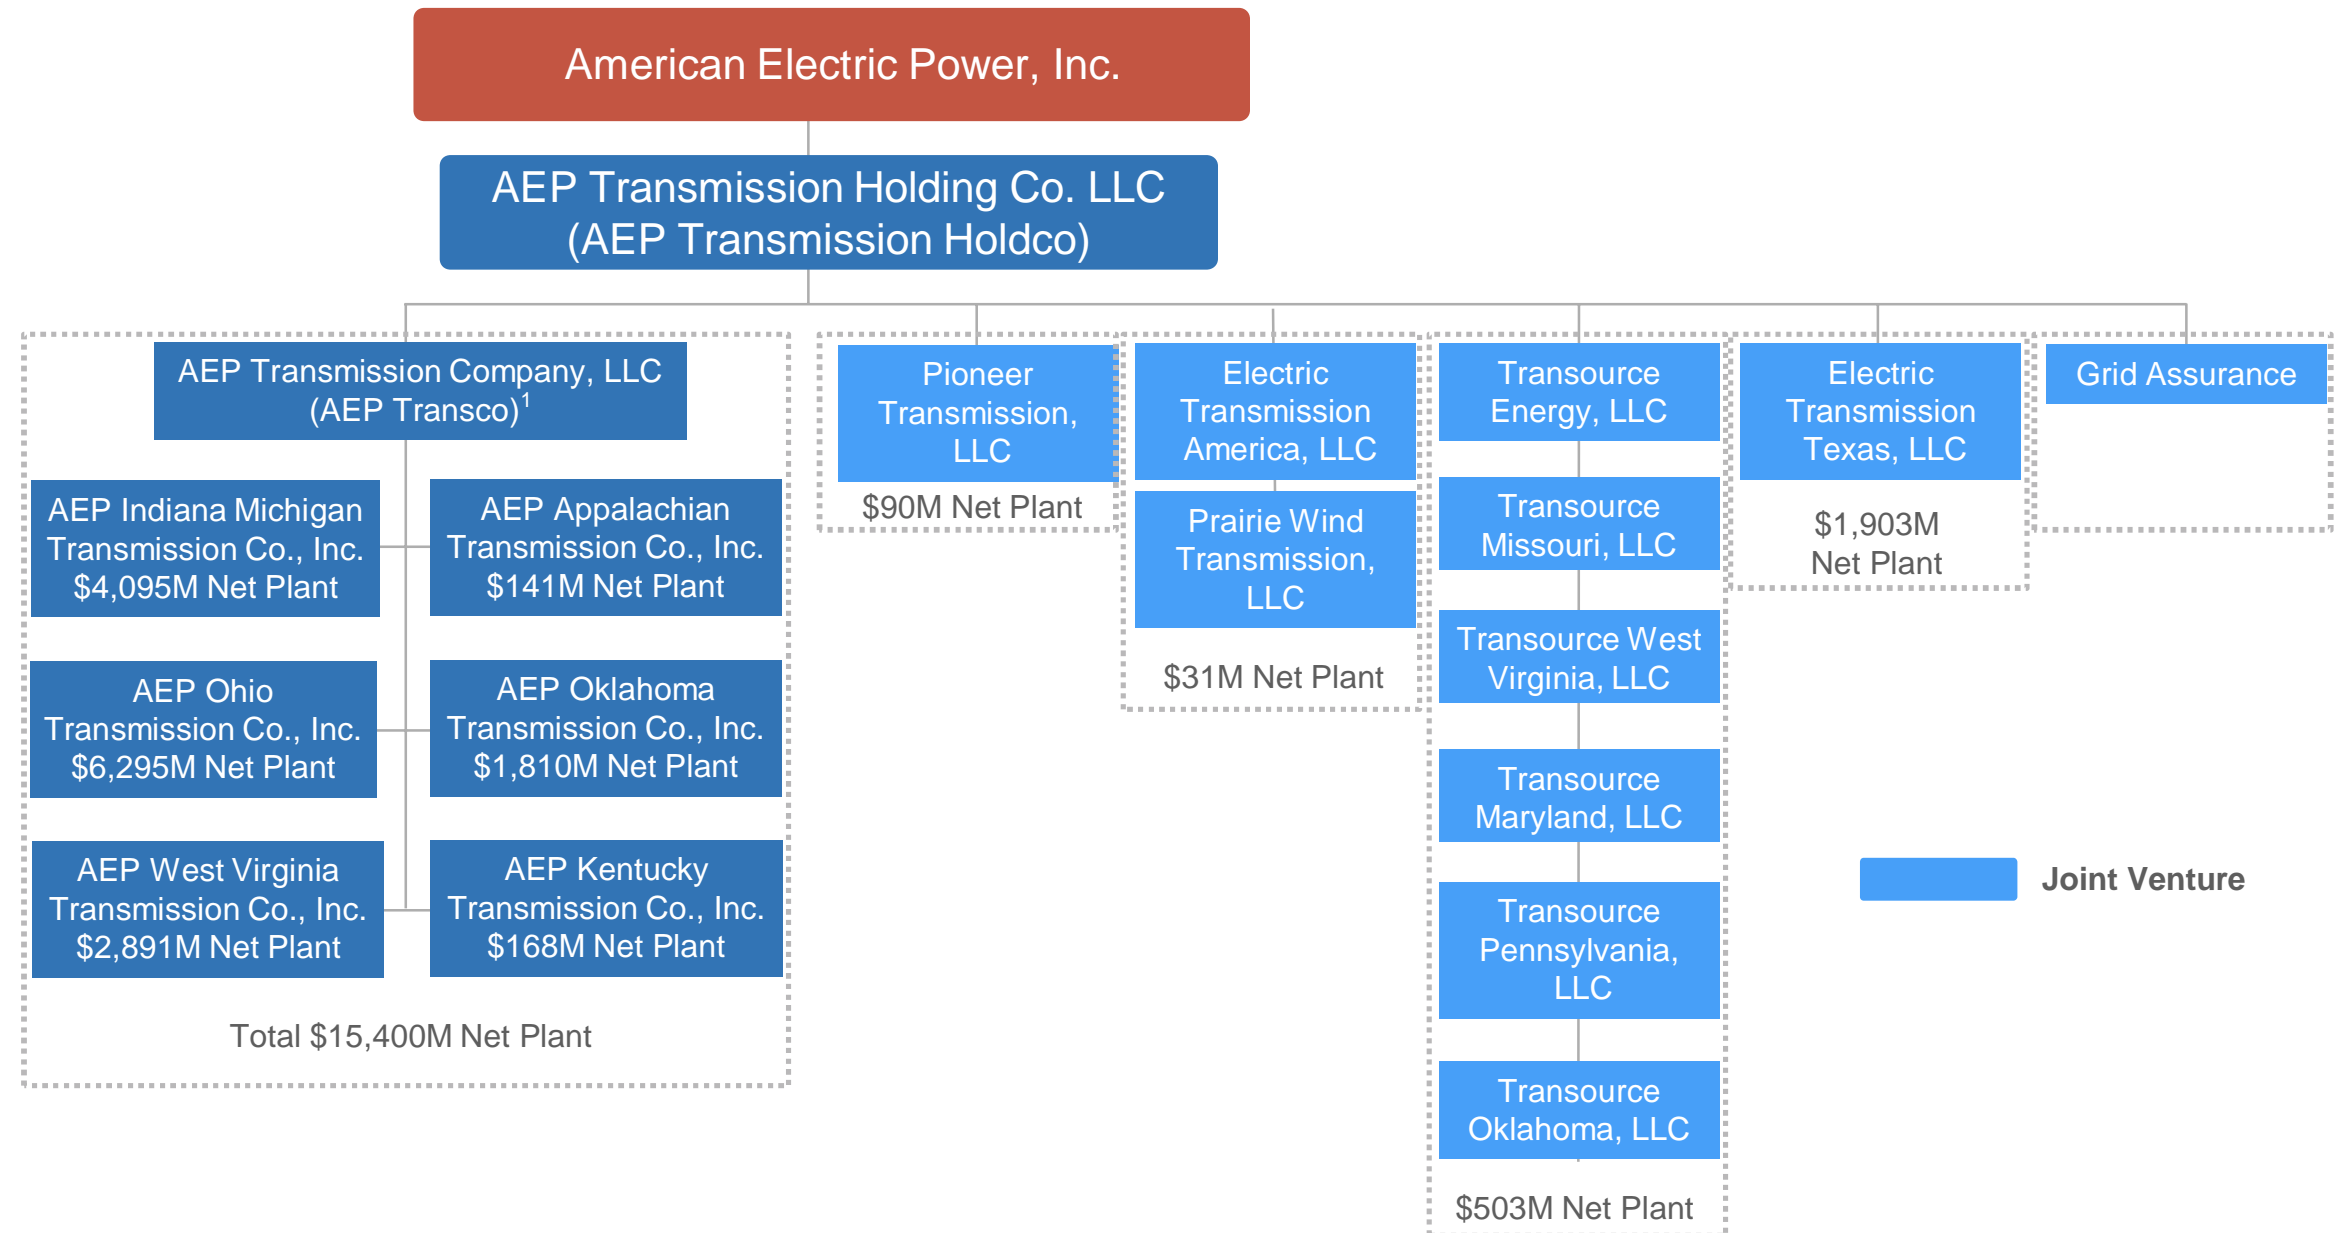 American Electric Power, Inc.
AEP Transmission Holding Co. LLC
(AEP Transmission Holdco)
AEP Transmission Company, LLC
(AEP Transco)1
AEP Indiana Michigan
Transmission Co., Inc.
$4,095M Net Plant
AEP Appalachian
Transmission Co., Inc.
$141M Net Plant
AEP Ohio
Transmission Co., Inc.
$6,295M Net Plant
AEP Oklahoma
Transmission Co., Inc.
$1,810M Net Plant
AEP West Virginia
Transmission Co., Inc.
$2,891M Net Plant
AEP Kentucky
Transmission Co., Inc.
$168M Net Plant
Total $15,400M Net Plant
Pioneer
Transmission,
LLC
$90M Net Plant
Electric
Transmission
America, LLC
Prairie Wind
Transmission,
LLC
$31M Net Plant
Transource
Energy, LLC
Transource
Missouri, LLC
Transource West
Virginia, LLC
Transource
Maryland, LLC
Transource
Pennsylvania,
LLC
Transource
Oklahoma, LLC
$503M Net Plant
Electric
Transmission
Texas, LLC
$1,903M
Net Plant
Grid Assurance
Joint Venture